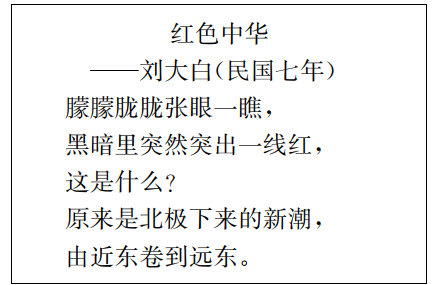 红色中华
——刘大白(民国七年)
朦朦胧胧张眼一瞧，
黑暗里突然突出一线红，
这是什么？
原来是北极下来的新潮，
由近东卷到远东。